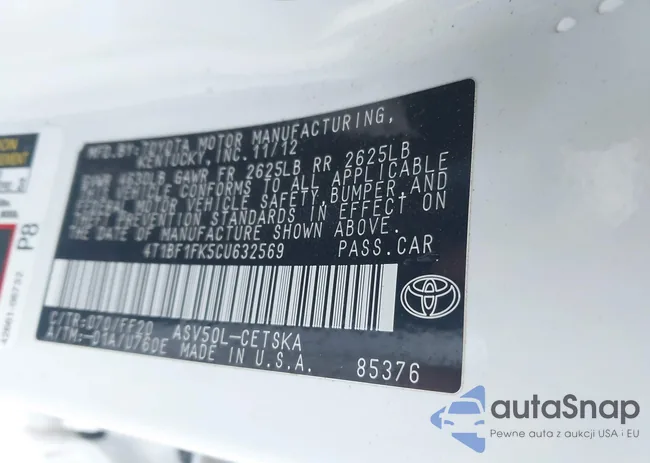 MFD.BY: TOYOTA MOTOR MANUFACTURING,
KENTUCKY, INC. 11/12
GVWR 4630LB GAWR FR 2625LB RR 2625LB
THIS VEHICLE CONFORMS TO ALL APPLICABLE
FEDERAL MOTOR VEHICLE SAFETY, BUMPER, AND
THEFT PREVENTION STANDARDS IN EFFECT ON
THE DATE OF MANUFACTURE SHOWN ABOVE.
4T1BF1FK5CU632569 PASS.CAR
C/TR:070/FF20 ASV50L-CETSKA
A/TM:-01A/U760E MADE IN U.S.A. 85376
P8
42661-06732
autaSnap
Pewne auta z aukcji USA i EU